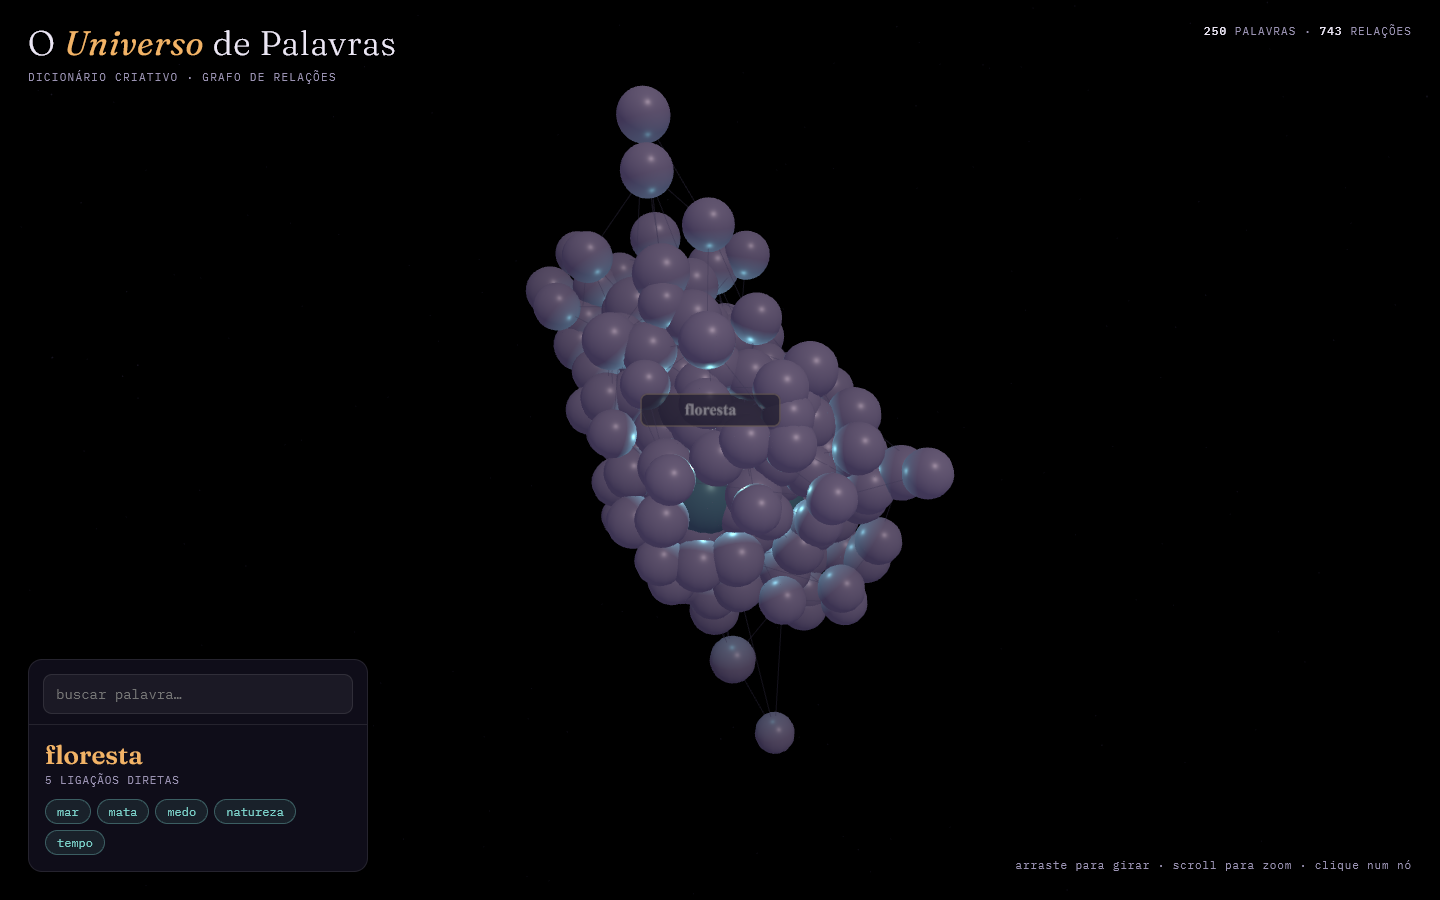 O Universo de Palavras
DICIONÁRIO CRIATIVO · GRAFO DE RELAÇÕES
250 PALAVRAS · 743 RELAÇÕES
floresta
buscar palavra…
floresta
5 LIGAÇÃOS DIRETAS
mar mata medo natureza
tempo
arraste para girar · scroll para zoom · clique num nó